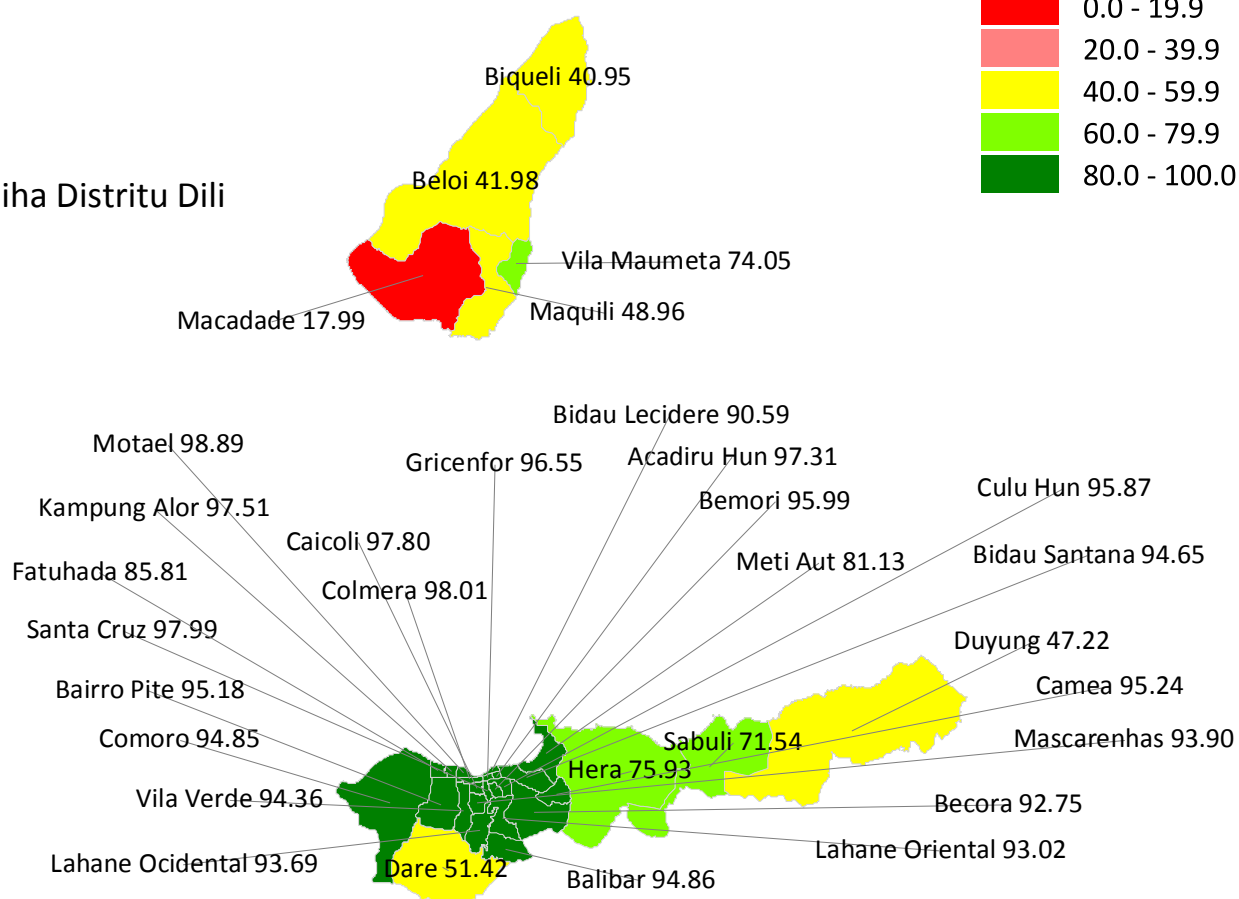 0.0 - 19.9
20.0 - 39.9
40.0 - 59.9
60.0 - 79.9
80.0 - 100.0
iha Distritu Dili
Biqueli 40.95
Beloi 41.98
Vila Maumeta 74.05
Macadade 17.99
Maquili 48.96
Bidau Lecidere 90.59
Motael 98.89
Gricenfor 96.55
Acadiru Hun 97.31
Culu Hun 95.87
Kampung Alor 97.51
Bemori 95.99
Caicoli 97.80
Meti Aut 81.13
Bidau Santana 94.65
Fatuhada 85.81
Colmera 98.01
Santa Cruz 97.99
Duyung 47.22
Bairro Pite 95.18
Camea 95.24
Comoro 94.85
Sabuli 71.54
Mascarenhas 93.90
Hera 75.93
Vila Verde 94.36
Becora 92.75
Lahane Ocidental 93.69
Lahane Oriental 93.02
Dare 51.42
Balibar 94.86